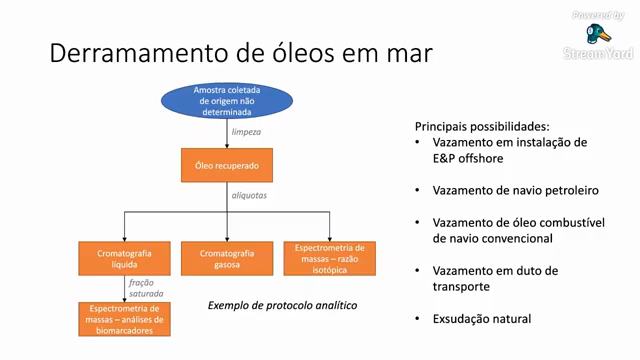 Powered by
StreamYard
Derramamento de óleos em mar
Amostra coletada
de origem não
determinada
limpeza
Óleo recuperado
alíquotas
Cromatografia
líquida
Cromatografia
gasosa
Espectrometria de
massas – razão
isotópica
fração
saturada
Espectrometria de
massas – análises de
biomarcadores
Exemplo de protocolo analítico
Principais possibilidades:
• Vazamento em instalação de
E&P offshore
• Vazamento de navio petroleiro
• Vazamento de óleo combustível
de navio convencional
• Vazamento em duto de
transporte
• Exsudação natural